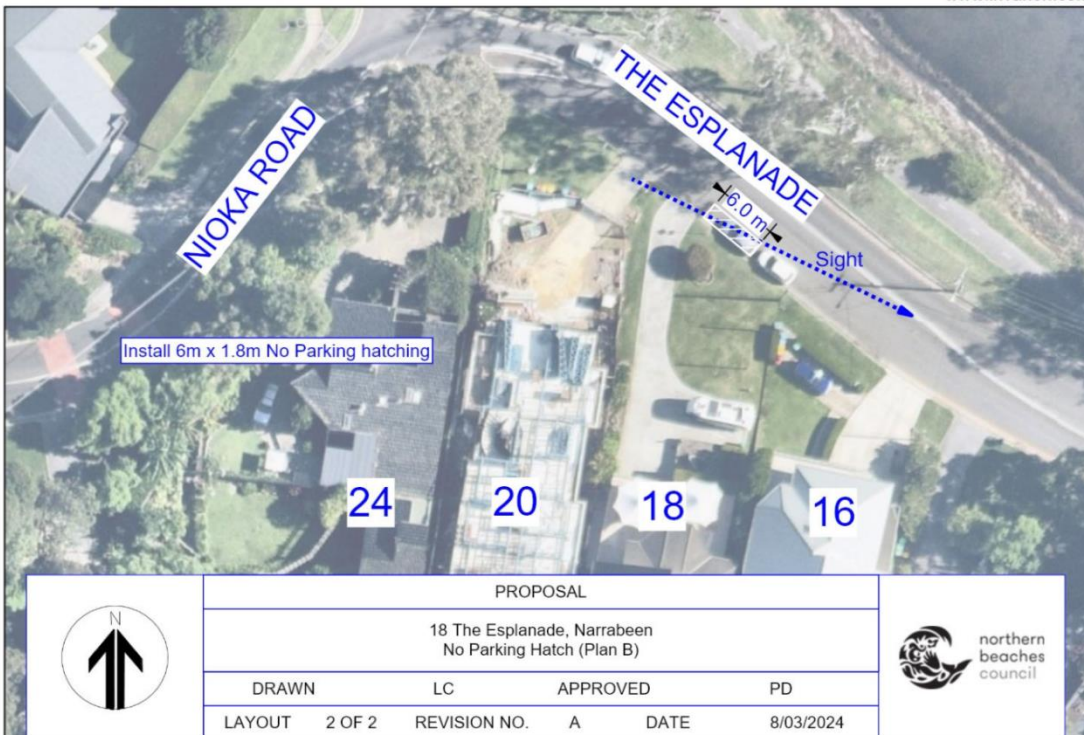 THE ESPLANADE
NIOKA ROAD
6.0 m
Sight
Install 6m x 1.8m No Parking hatching
24
20
18
16
N
PROPOSAL
18 The Esplanade, Narrabeen
No Parking Hatch (Plan B)
DRAWN LC APPROVED PD
LAYOUT 2 OF 2 REVISION NO. A DATE 8/03/2024
northern
beaches
council